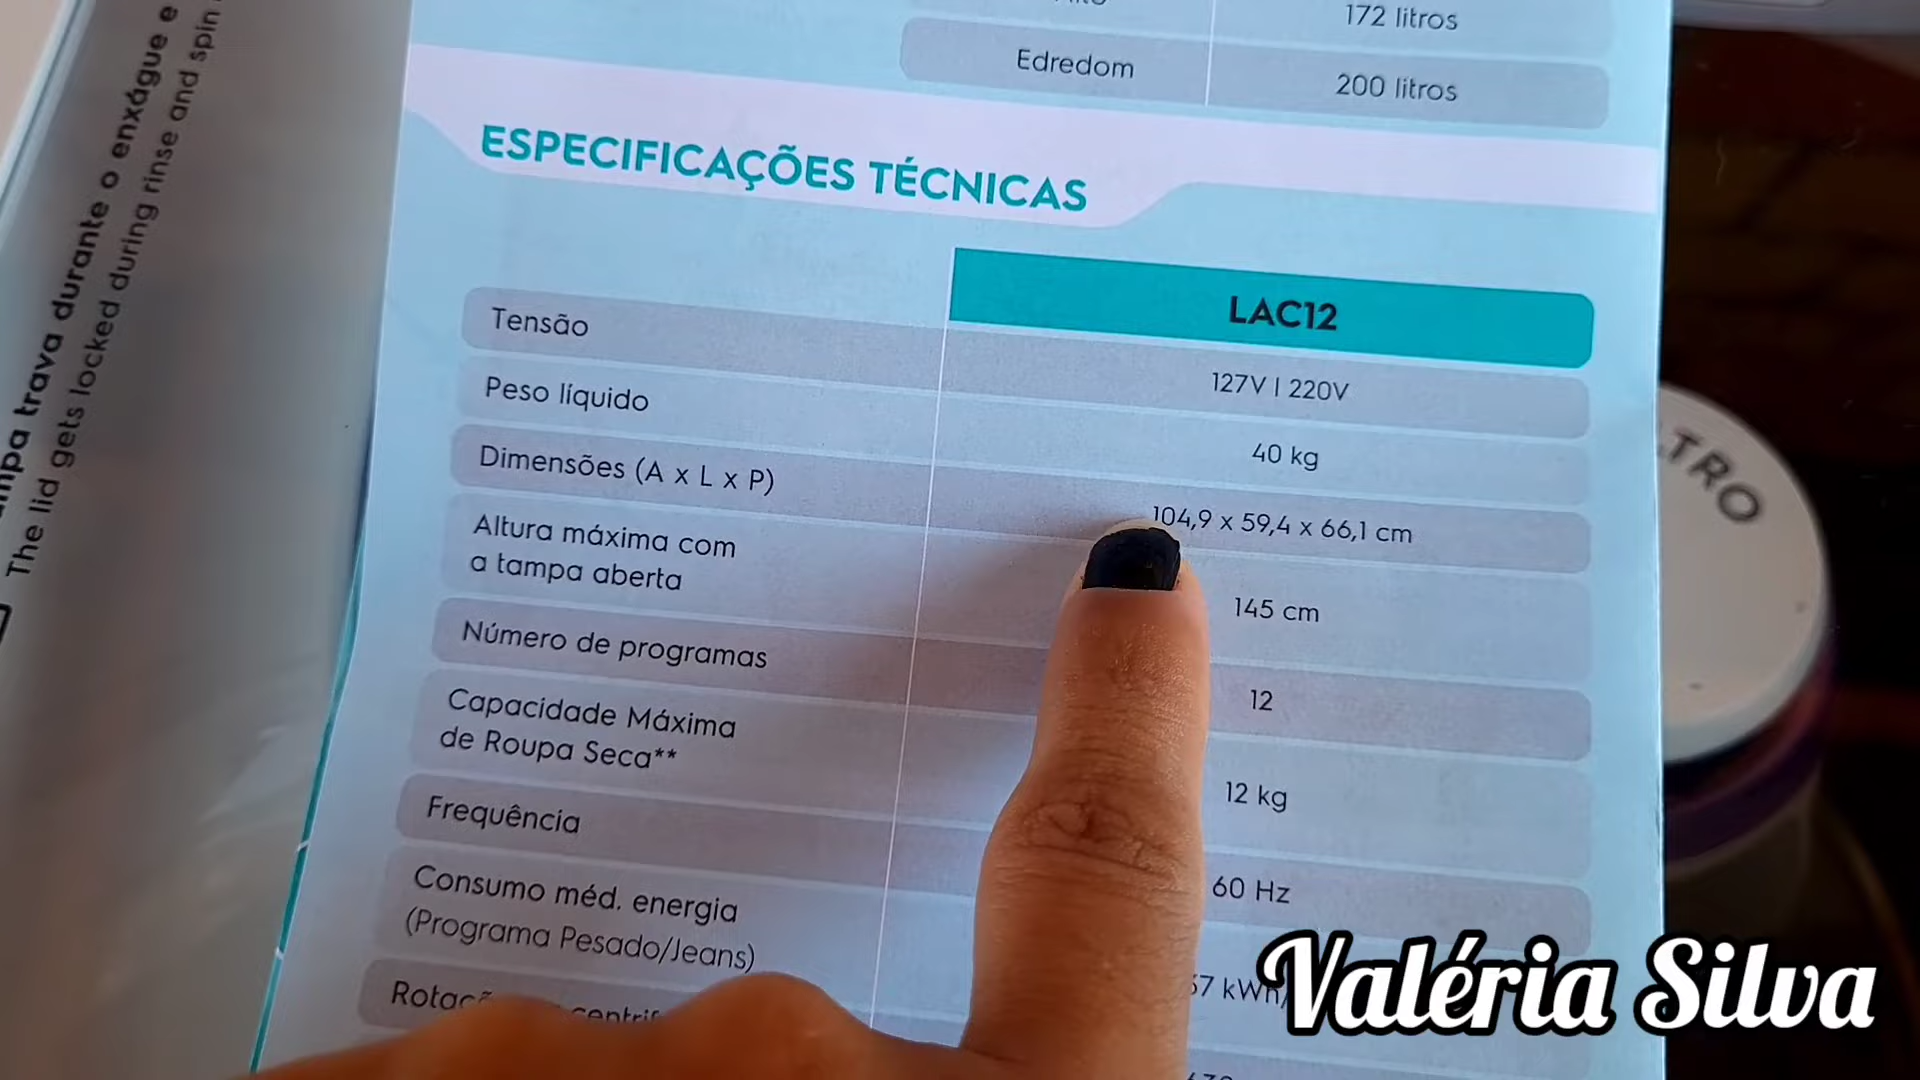 172 litros
Edredom
200 litros
ESPECIFICAÇÕES TÉCNICAS
LAC12
Tensão
127V | 220V
Peso líquido
40 kg
Dimensões (A x L x P)
104,9 x 59,4 x 66,1 cm
Altura máxima com
a tampa aberta
145 cm
Número de programas
12
Capacidade Máxima
de Roupa Seca**
12 kg
Frequência
60 Hz
Consumo méd. energia
(Programa Pesado/Jeans)
trava durante o enxágue e
The lid gets locked during rinse and spin
Valéria Silva